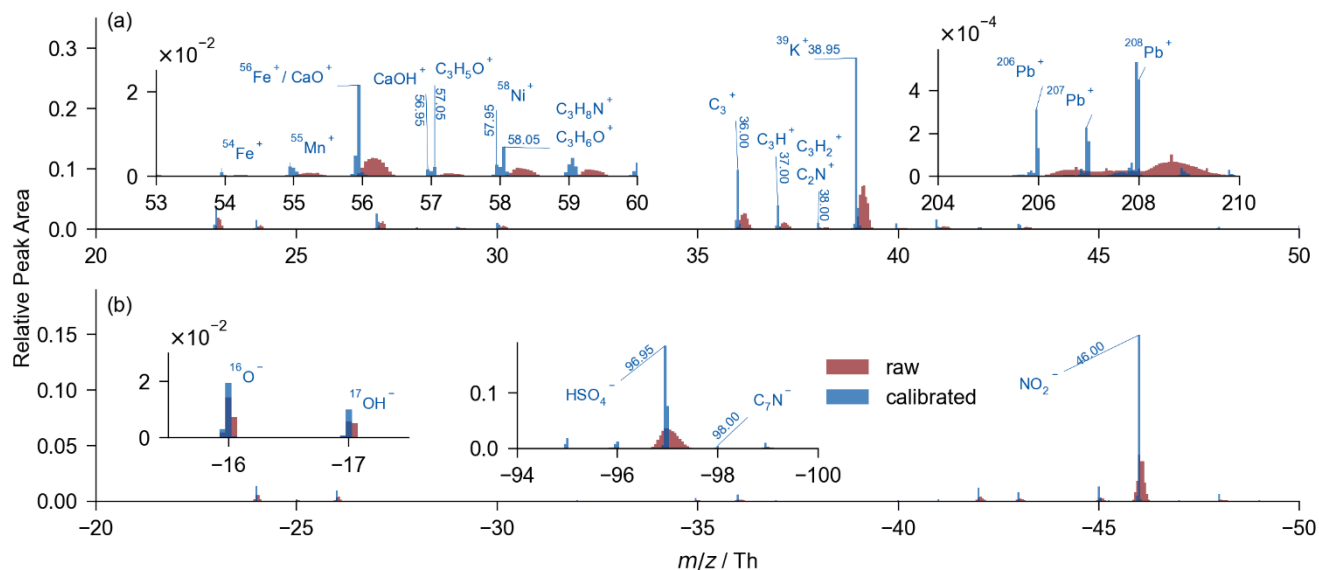 (a)
Relative Peak Area
0.3
0.2
0.1
0.0
20 25 30 35 40 45 50
×10⁻²
2
0
53 54 55 56 57 58 59 60
⁵⁴Fe⁺
⁵⁵Mn⁺
⁵⁶Fe⁺ / CaO⁺
CaOH⁺
56.95
C₃H₅O⁺
57.05
⁵⁸Ni⁺
57.95
58.05
C₃H₈N⁺
C₃H₆O⁺
C₃⁺
36.00
C₃H⁺
37.00
C₃H₂⁺
C₂N⁺
38.00
³⁹K⁺ 38.95
×10⁻⁴
4
2
0
204 206 208 210
²⁰⁶Pb⁺
²⁰⁷Pb⁺
²⁰⁸Pb⁺
(b)
0.15
0.10
0.05
0.00
−20 −25 −30 −35 −40 −45 −50
×10⁻²
2
0
−16 −17
¹⁶O⁻
¹⁷OH⁻
0.1
0.0
−94 −96 −98 −100
HSO₄⁻
96.95
C₇N⁻
98.00
raw
calibrated
NO₂⁻
46.00
m/z / Th